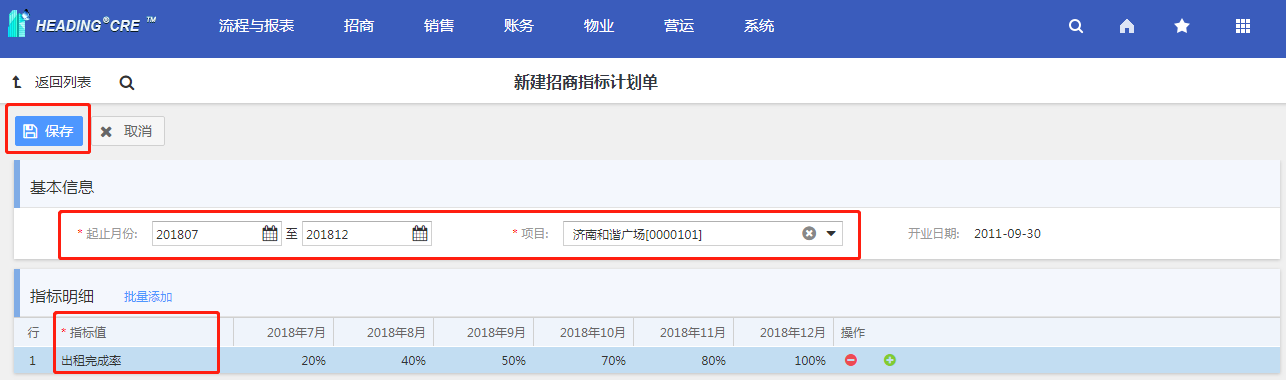 HEADING®CRE ™ 流程与报表 招商 销售 账务 物业 营运 系统
返回列表 新建招商指标计划单
保存 取消
基本信息
* 起止月份: 201807 至 201812 * 项目: 济南和谐广场[0000101] 开业日期: 2011-09-30
指标明细 批量添加
行 * 指标值 2018年7月 2018年8月 2018年9月 2018年10月 2018年11月 2018年12月 操作
1 出租完成率 20% 40% 50% 70% 80% 100%